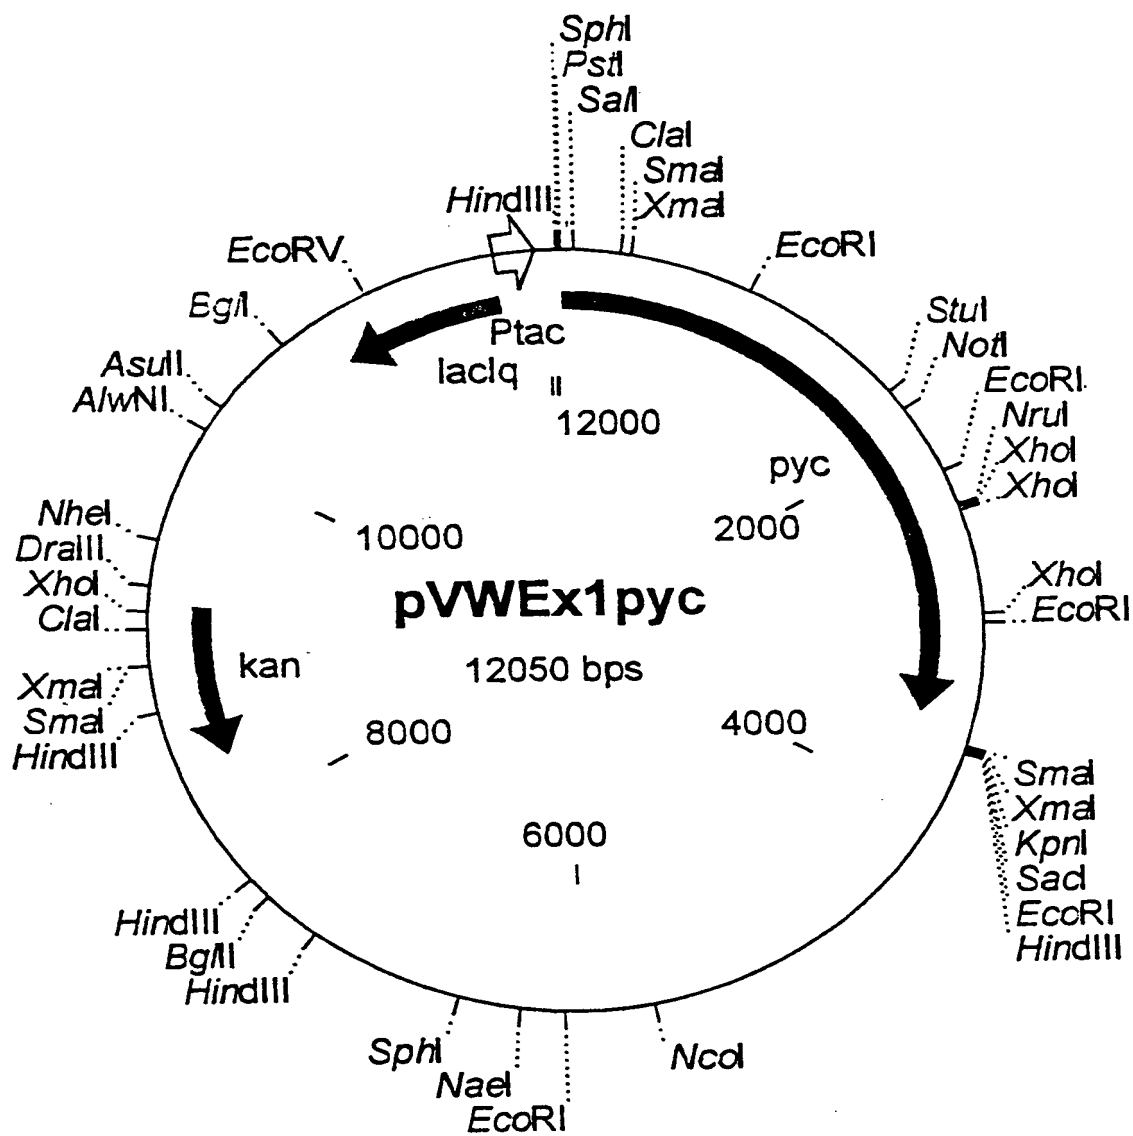 SphI
PstI
SalI
ClaI
SmaI
XmaI
HindIII
EcoRI
EcoRV
BglI
StuI
NotI
AsuII
AlwNI
EcoRI
NruI
XhoI
XhoI
Ptac
lacIq
12000
pyc
2000
10000
NheI
DraIII
XhoI
ClaI
XhoI
EcoRI
pVWEx1pyc
12050 bps
kan
XmaI
SmaI
HindIII
8000
4000
6000
SmaI
XmaI
KpnI
SacI
EcoRI
HindIII
HindIII
BglII
HindIII
SphI
NaeI
EcoRI
NcoI